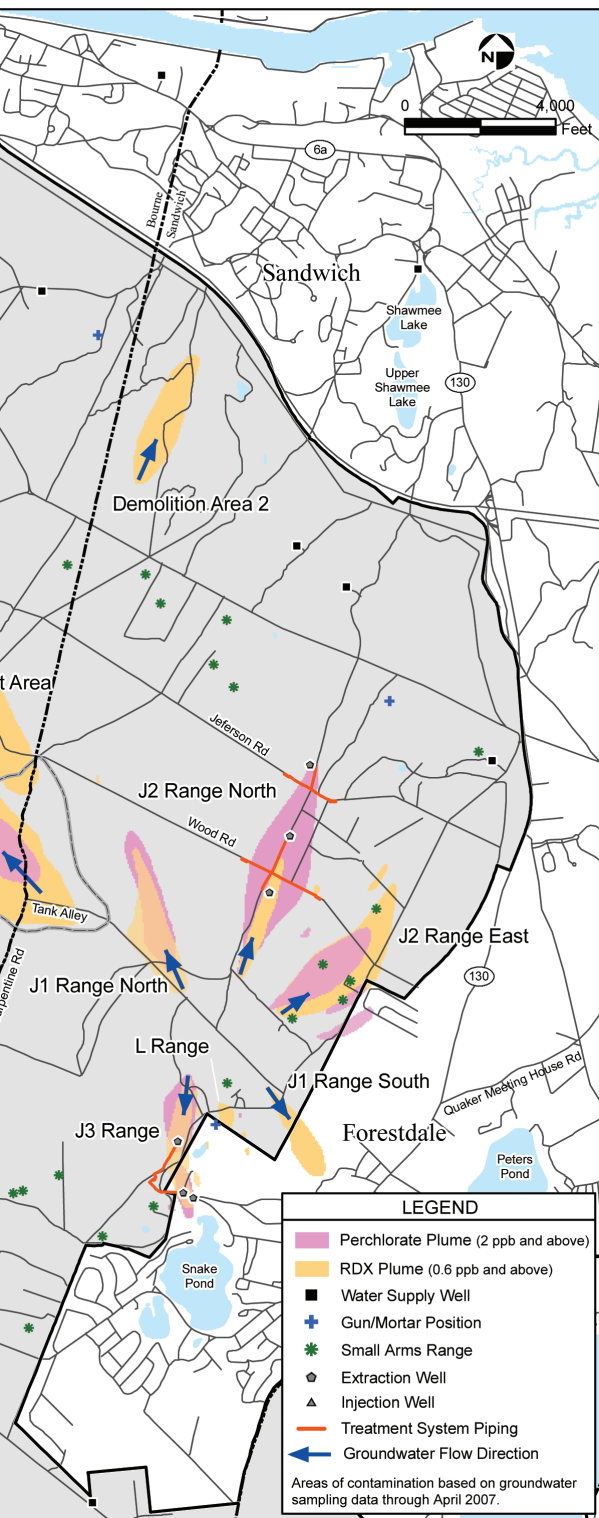 N
0 4,000
Feet
6a
Bourne
Sandwich
Sandwich
Shawmee
Lake
Upper
Shawmee
Lake
130
Demolition Area 2
t Area
Jeferson Rd
J2 Range North
Wood Rd
Tank Alley
J2 Range East
arpentine Rd
J1 Range North
130
L Range
J1 Range South
Quaker Meeting House Rd
J3 Range
Forestdale
Peters
Pond
Snake
Pond
LEGEND
Perchlorate Plume (2 ppb and above)
RDX Plume (0.6 ppb and above)
Water Supply Well
Gun/Mortar Position
Small Arms Range
Extraction Well
Injection Well
Treatment System Piping
Groundwater Flow Direction
Areas of contamination based on groundwater
sampling data through April 2007.